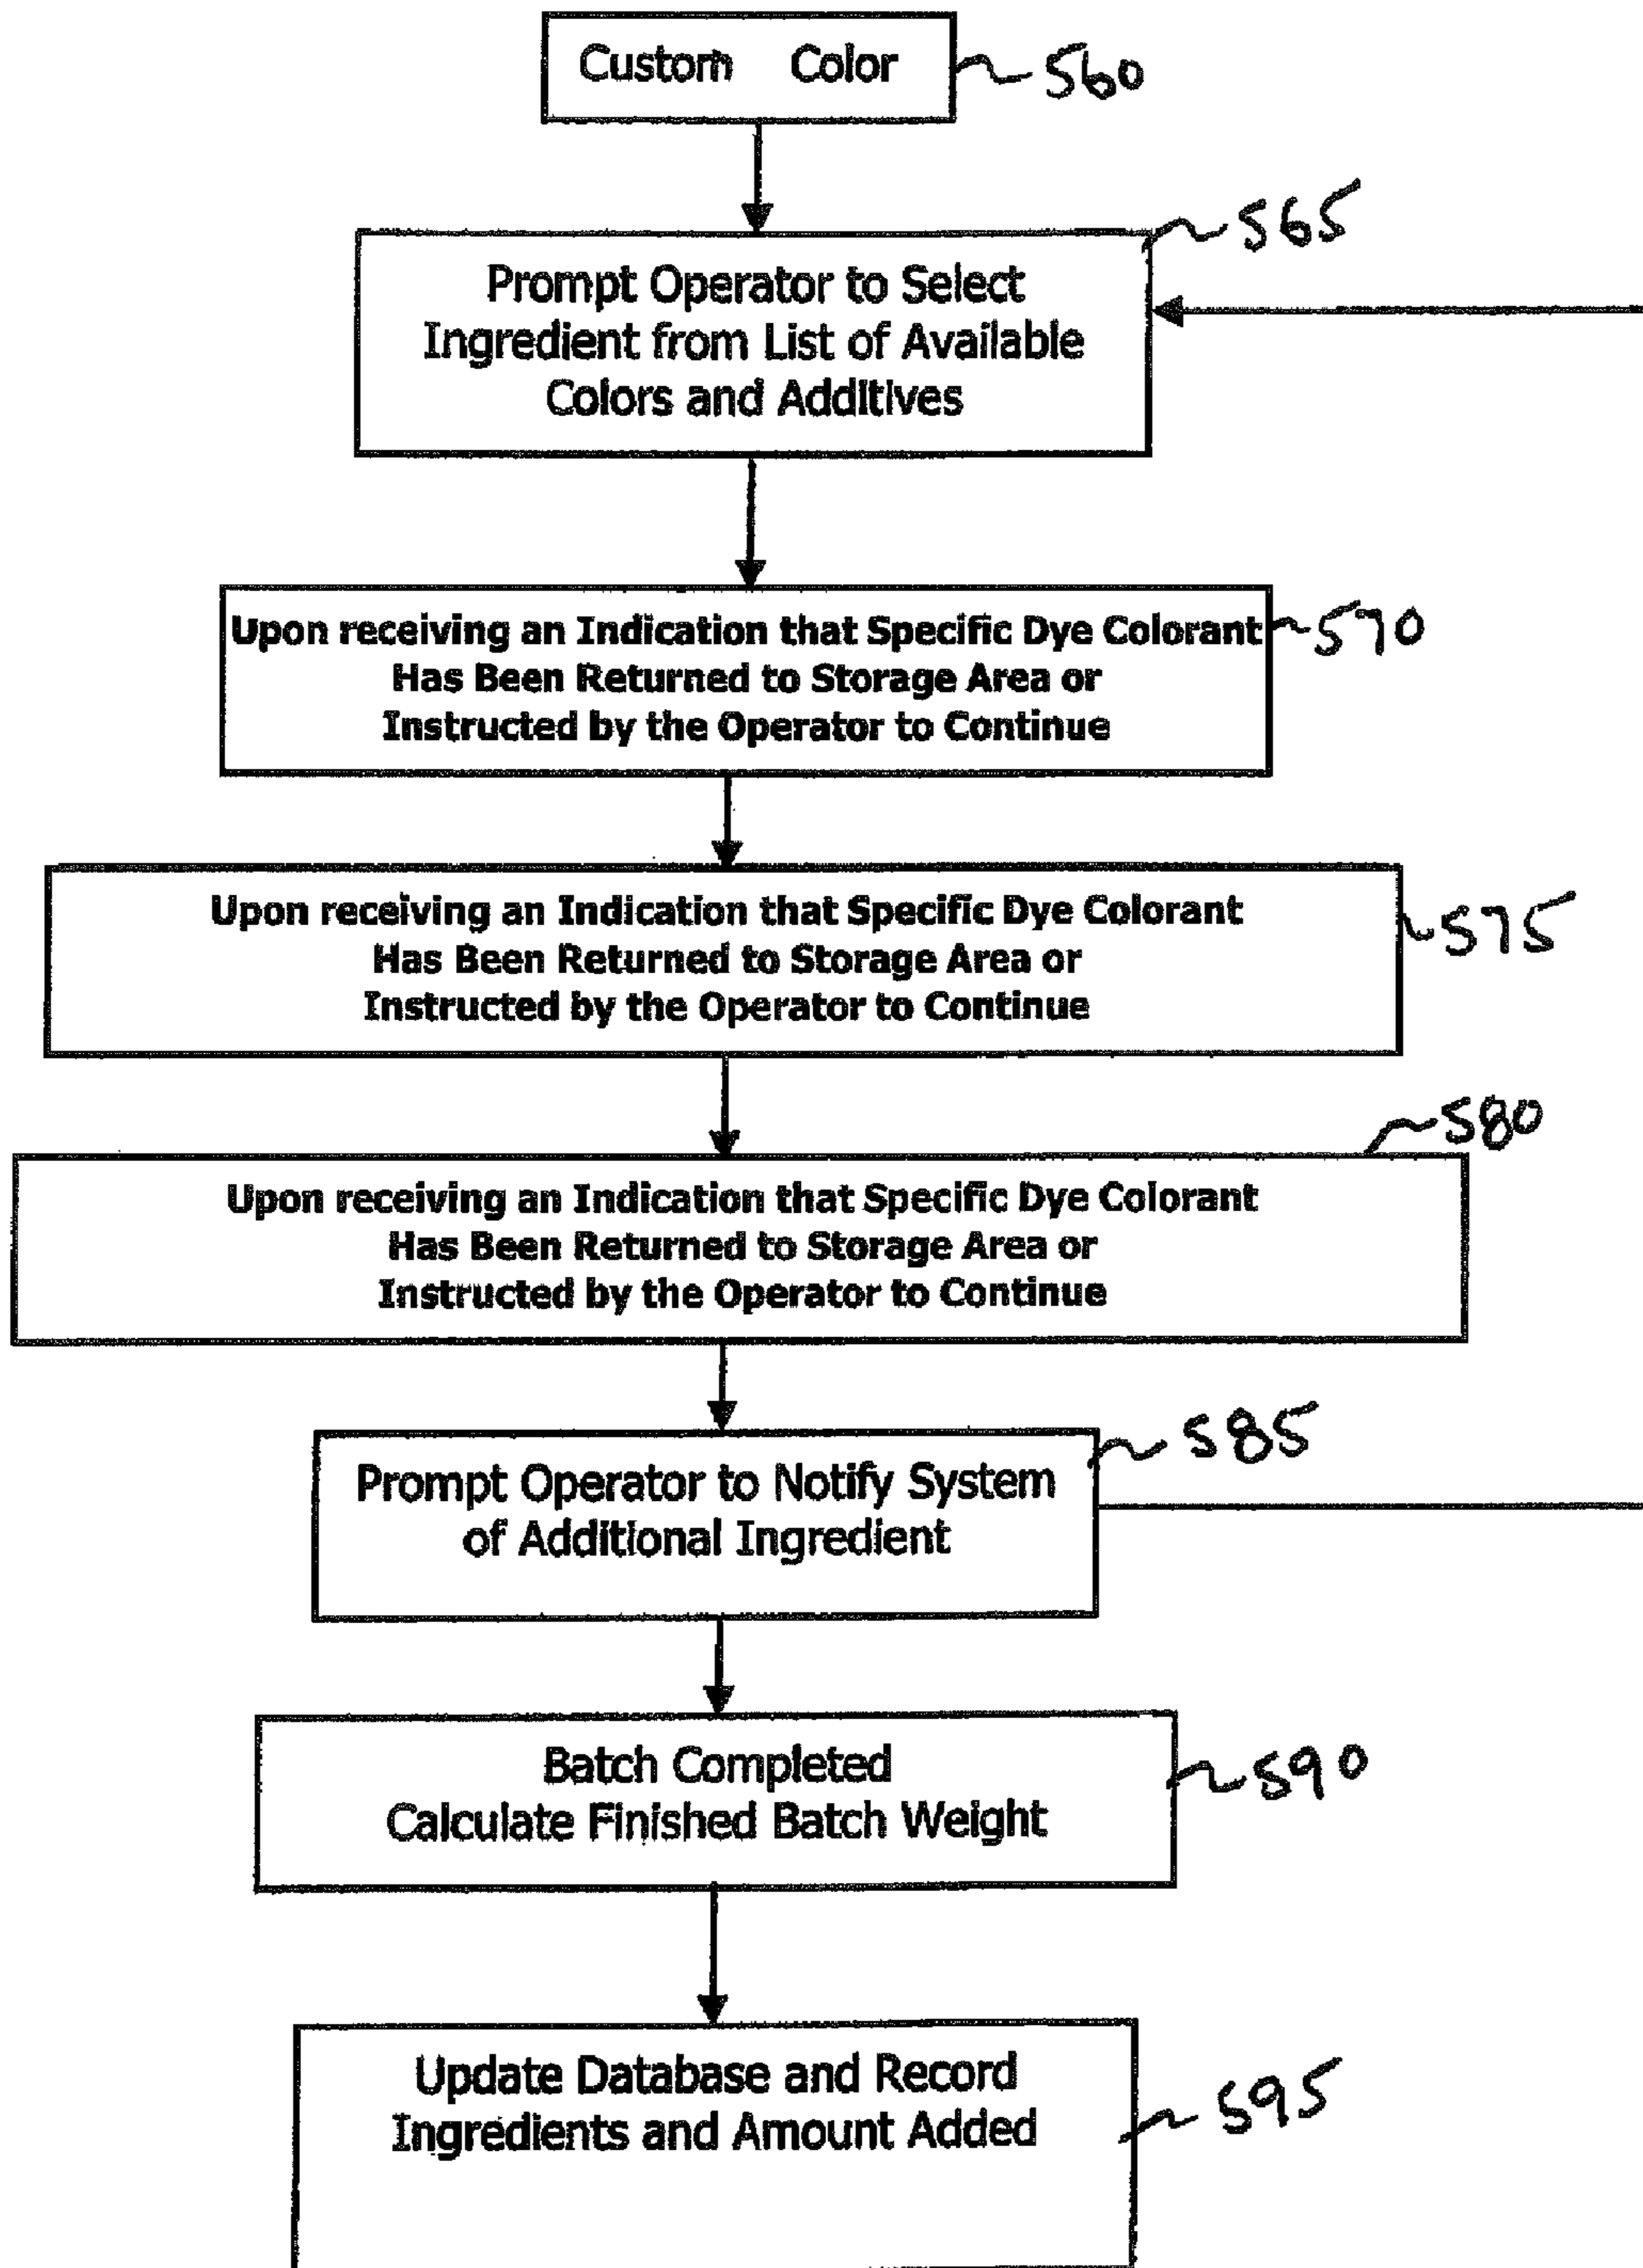 Custom Color
560
565
Prompt Operator to Select
Ingredient from List of Available
Colors and Additives
Upon receiving an Indication that Specific Dye Colorant
570
Has Been Returned to Storage Area or
Instructed by the Operator to Continue
Upon receiving an Indication that Specific Dye Colorant
575
Has Been Returned to Storage Area or
Instructed by the Operator to Continue
580
Upon receiving an Indication that Specific Dye Colorant
Has Been Returned to Storage Area or
Instructed by the Operator to Continue
585
Prompt Operator to Notify System
of Additional Ingredient
Batch Completed
590
Calculate Finished Batch Weight
Update Database and Record
595
Ingredients and Amount Added